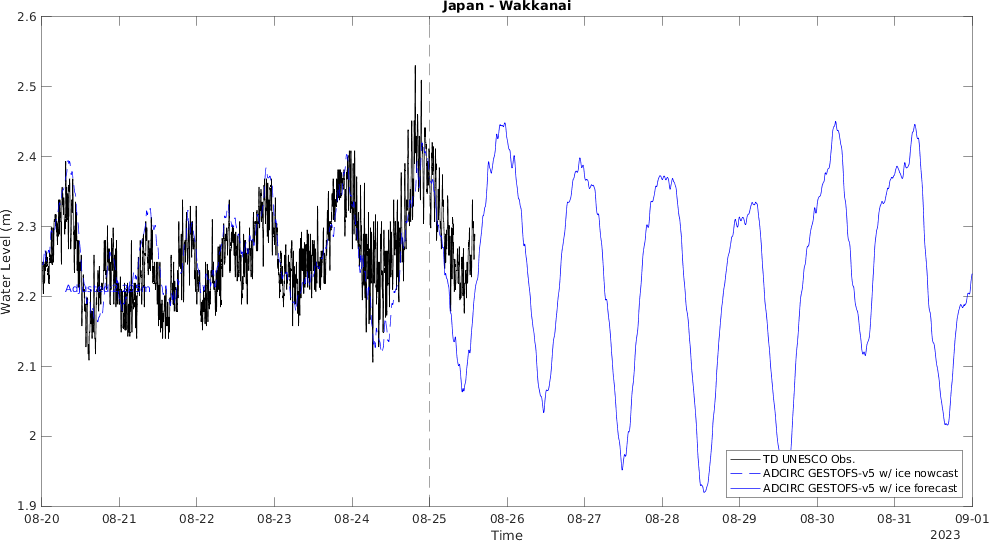 Japan - Wakkanai
Water Level (m)
2.6
2.5
2.4
2.3
2.2
2.1
2
1.9
TD UNESCO Obs.
ADCIRC GESTOFS-v5 w/ ice nowcast
ADCIRC GESTOFS-v5 w/ ice forecast
08-20 08-21 08-22 08-23 08-24 08-25 08-26 08-27 08-28 08-29 08-30 08-31 09-01
Time
2023